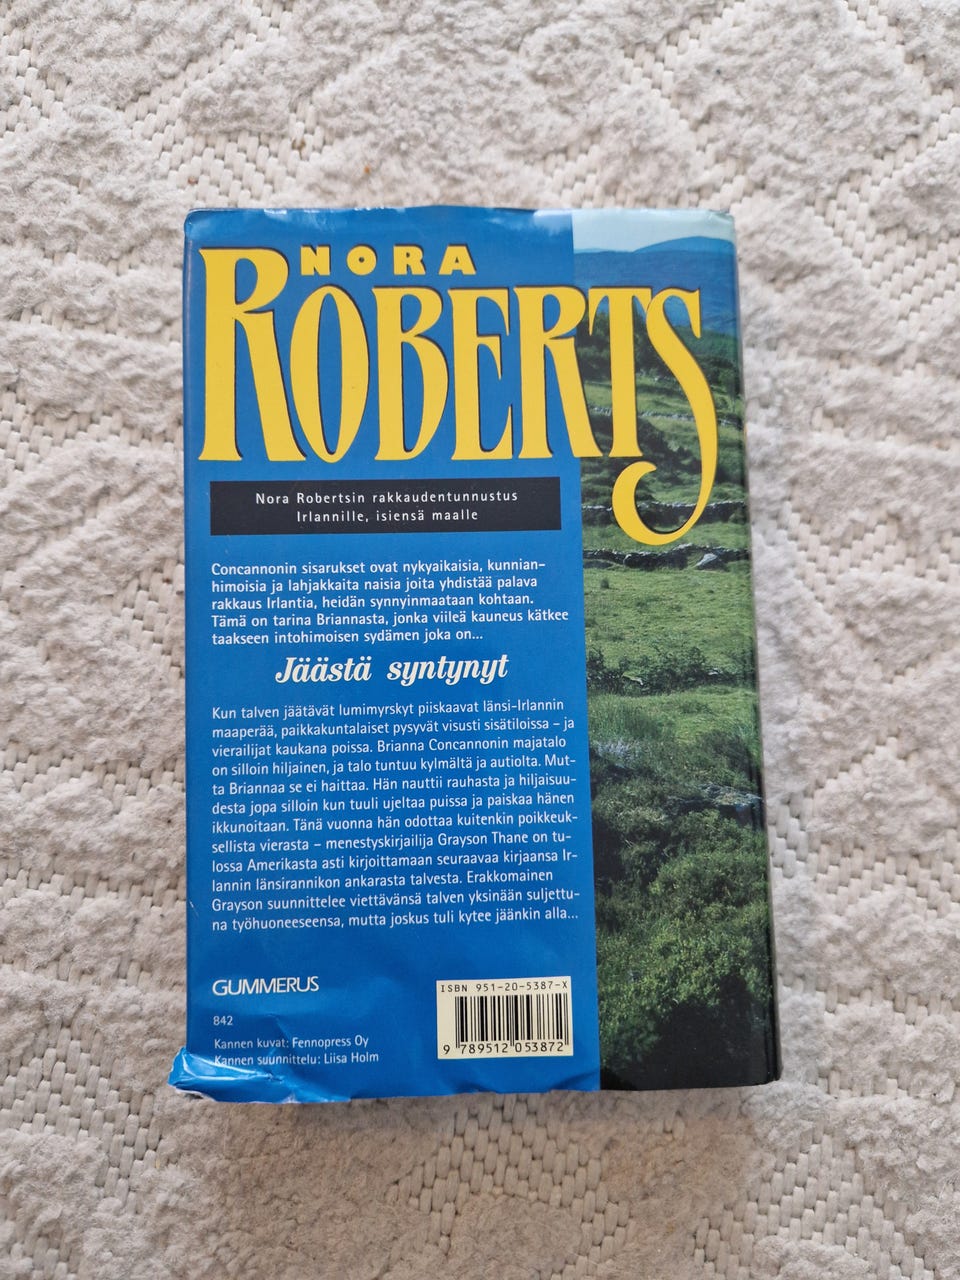 NORA
ROBERTS
Nora Robertsin rakkaudentunnustus
Irlannille, isiensä maalle
Concannonin sisarukset ovat nykyaikaisia, kunnian-
himoisia ja lahjakkaita naisia joita yhdistää palava
rakkaus Irlantia, heidän synnyinmaataan kohtaan.
Tämä on tarina Briannasta, jonka viileä kauneus kätkee
taakseen intohimoisen sydämen joka on...
Jäästä syntynyt
Kun talven jäätävät lumimyrskyt piiskaavat länsi-Irlannin
maaperää, paikkakuntalaiset pysyvät visusti sisätiloissa – ja
vierailijat kaukana poissa. Brianna Concannonin majatalo
on silloin hiljainen, ja talo tuntuu kylmältä ja autiolta. Mut-
ta Briannaa se ei haittaa. Hän nauttii rauhasta ja hiljaisuu-
desta jopa silloin kun tuuli ujeltaa puissa ja paiskaa hänen
ikkunoitaan. Tänä vuonna hän odottaa kuitenkin poikkeuk-
sellista vierasta – menestyskirjailija Grayson Thane on tu-
lossa Amerikasta asti kirjoittamaan seuraavaa kirjaansa Ir-
lannin länsirannikon ankarasta talvesta. Erakkomainen
Grayson suunnittelee viettävänsä talven yksinään suljettu-
na työhuoneeseensa, mutta joskus tuli kytee jäänkin alla...
GUMMERUS
842
Kannen kuvat: Fennopress Oy
Kannen suunnittelu: Liisa Holm
ISBN 951-20-5387-X
9 789512 053872